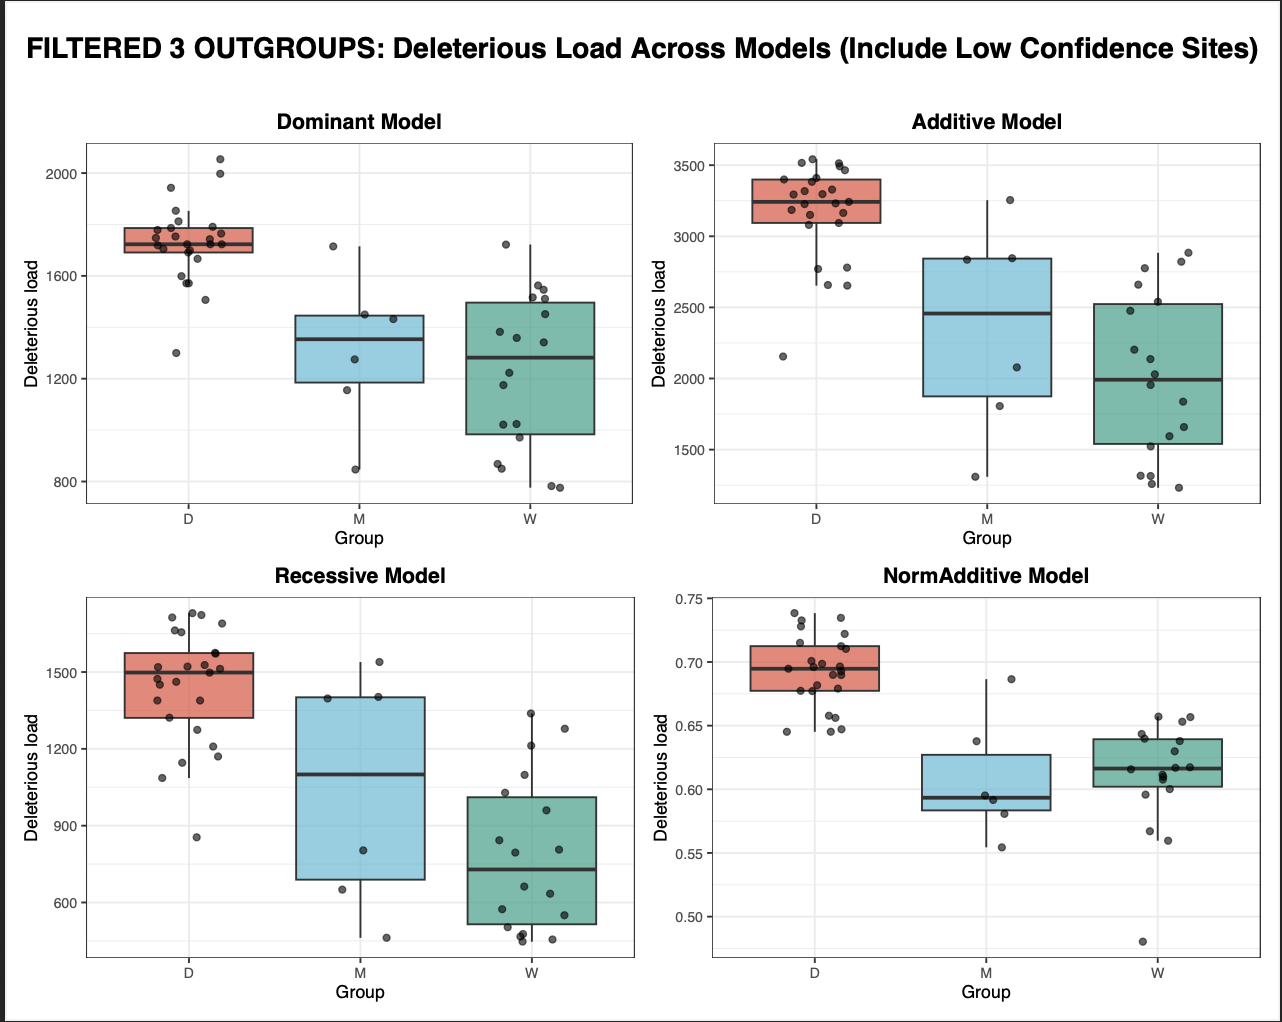 FILTERED 3 OUTGROUPS: Deleterious Load Across Models (Include Low Confidence Sites)
Dominant Model
Deleterious load
2000
1600
1200
800
D M W
Group
Additive Model
Deleterious load
3500
3000
2500
2000
1500
D M W
Group
Recessive Model
Deleterious load
1500
1200
900
600
D M W
Group
NormAdditive Model
Deleterious load
0.75
0.70
0.65
0.60
0.55
0.50
D M W
Group